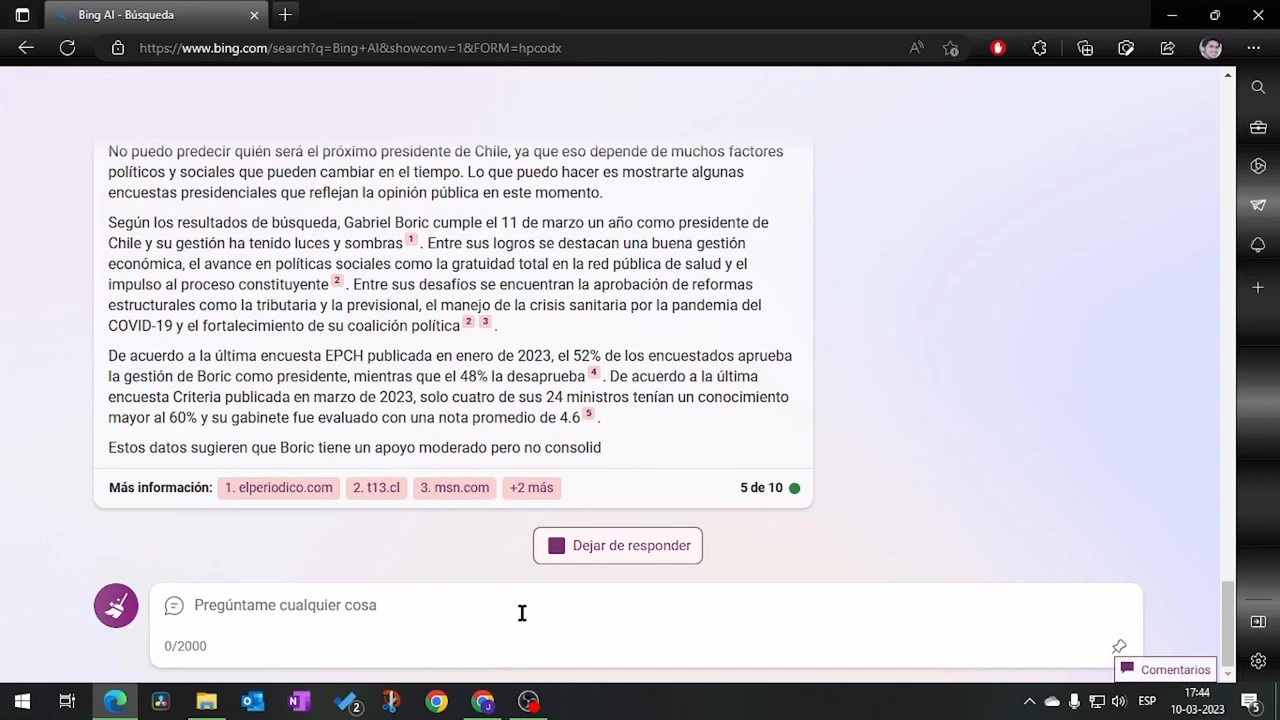 Bing AI - Búsqueda
https://www.bing.com/search?q=Bing+AI&showconv=1&FORM=hpcodx
No puedo predecir quién será el próximo presidente de Chile, ya que eso depende de muchos factores
políticos y sociales que pueden cambiar en el tiempo. Lo que puedo hacer es mostrarte algunas
encuestas presidenciales que reflejan la opinión pública en este momento.
Según los resultados de búsqueda, Gabriel Boric cumple el 11 de marzo un año como presidente de
Chile y su gestión ha tenido luces y sombras 1 . Entre sus logros se destacan una buena gestión
económica, el avance en políticas sociales como la gratuidad total en la red pública de salud y el
impulso al proceso constituyente 2 . Entre sus desafíos se encuentran la aprobación de reformas
estructurales como la tributaria y la previsional, el manejo de la crisis sanitaria por la pandemia del
COVID-19 y el fortalecimiento de su coalición política 2 3 .
De acuerdo a la última encuesta EPCH publicada en enero de 2023, el 52% de los encuestados aprueba
la gestión de Boric como presidente, mientras que el 48% la desaprueba 4 . De acuerdo a la última
encuesta Criteria publicada en marzo de 2023, solo cuatro de sus 24 ministros tenían un conocimiento
mayor al 60% y su gabinete fue evaluado con una nota promedio de 4.6 5 .
Estos datos sugieren que Boric tiene un apoyo moderado pero no consolid
Más información: 1. elperiodico.com 2. t13.cl 3. msn.com +2 más 5 de 10
Dejar de responder
Pregúntame cualquier cosa
0/2000
Comentarios
2
ESP
17:44
10-03-2023
5